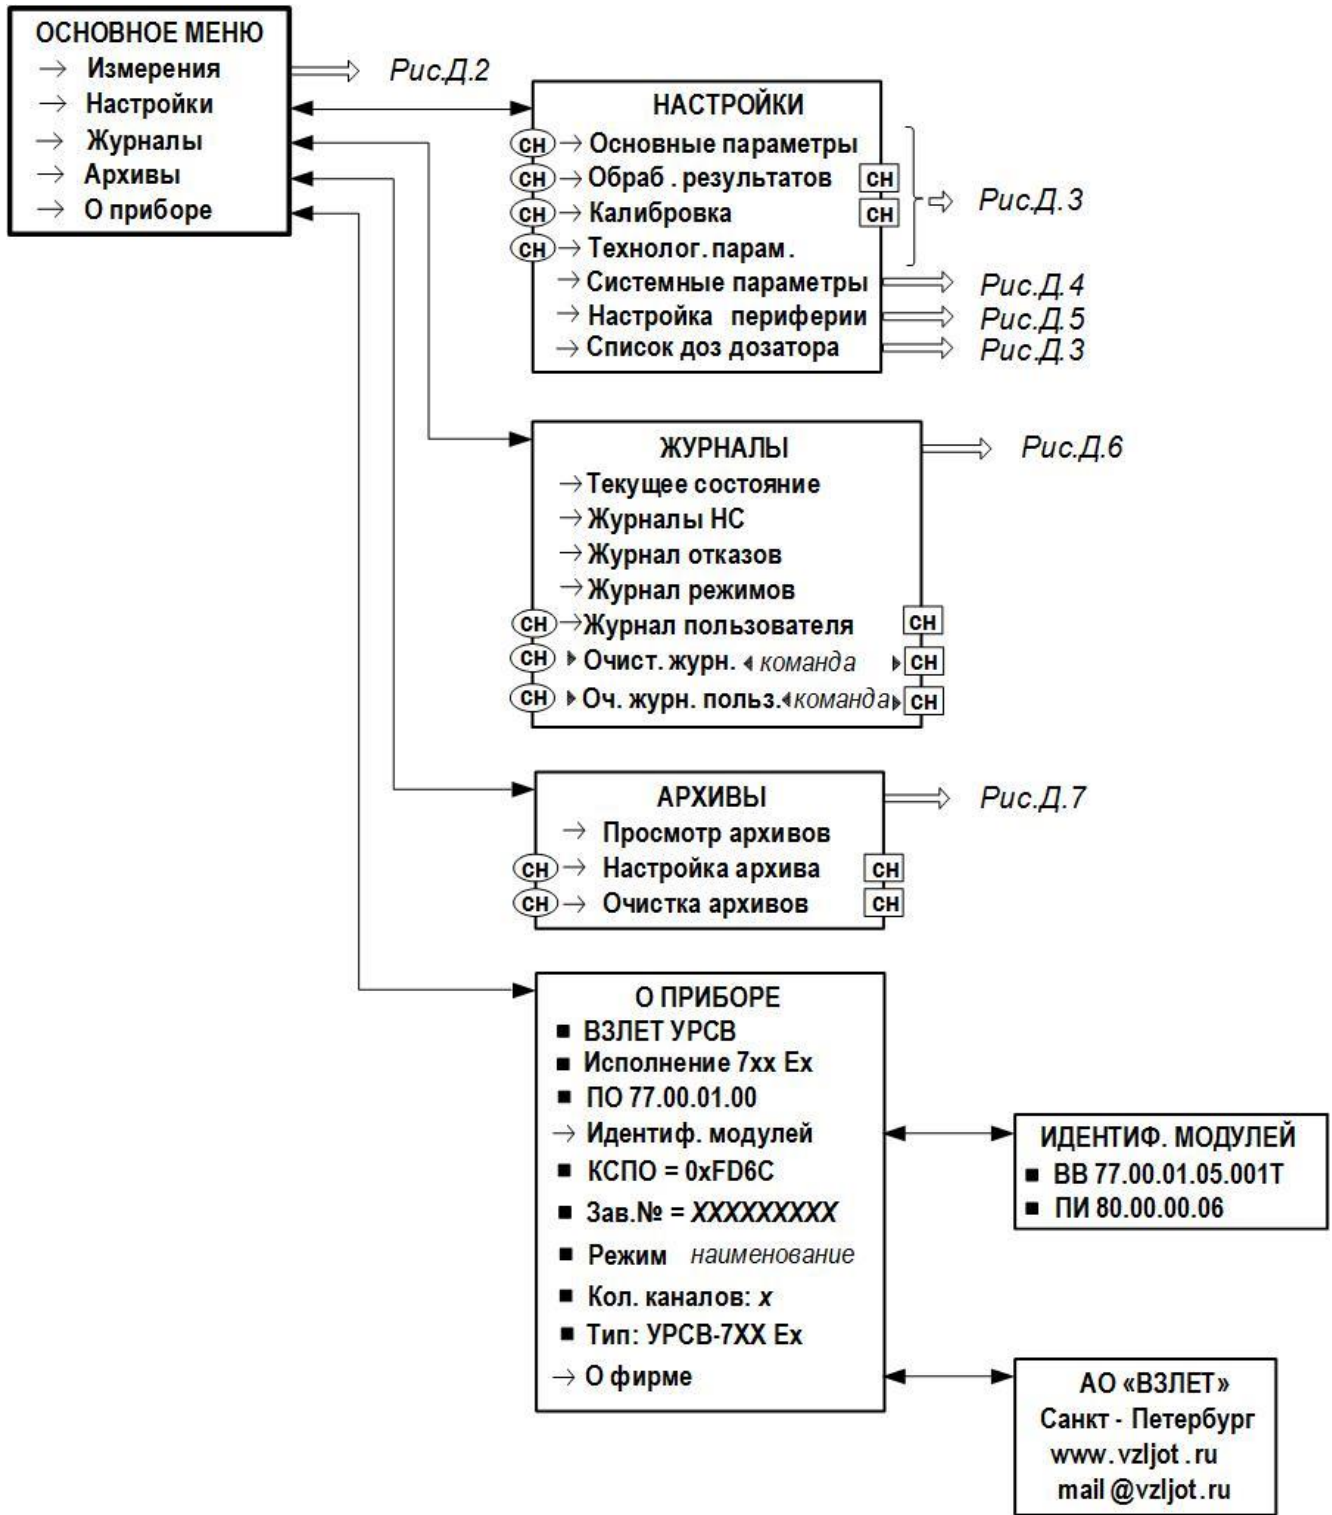 ОСНОВНОЕ МЕНЮ
→ Измерения
→ Настройки
→ Журналы
→ Архивы
→ О приборе
Рис.Д.2
НАСТРОЙКИ
СН → Основные параметры
СН → Обраб . результатов СН
СН → Калибровка СН
СН → Технолог. парам.
→ Системные параметры
→ Настройка периферии
→ Список доз дозатора
Рис.Д.3
Рис.Д.4
Рис.Д.5
Рис.Д.3
ЖУРНАЛЫ
→ Текущее состояние
→ Журналы НС
→ Журнал отказов
→ Журнал режимов
СН → Журнал пользователя СН
СН Очист. журн. команда СН
СН Оч. журн. польз. команда СН
Рис.Д.6
АРХИВЫ
→ Просмотр архивов
СН → Настройка архива СН
СН → Очистка архивов СН
Рис.Д.7
О ПРИБОРЕ
■ ВЗЛЕТ УРСВ
■ Исполнение 7хх Ex
■ ПО 77.00.01.00
→ Идентиф. модулей
■ КСПО = 0xFD6C
■ Зав.№ = XXXXXXXXX
■ Режим наименование
■ Кол. каналов: x
■ Тип: УРСВ-7ХХ Ex
→ О фирме
ИДЕНТИФ. МОДУЛЕЙ
■ ВВ 77.00.01.05.001Т
■ ПИ 80.00.00.06
АО «ВЗЛЕТ»
Санкт - Петербург
www.vzljot.ru
mail @vzljot.ru